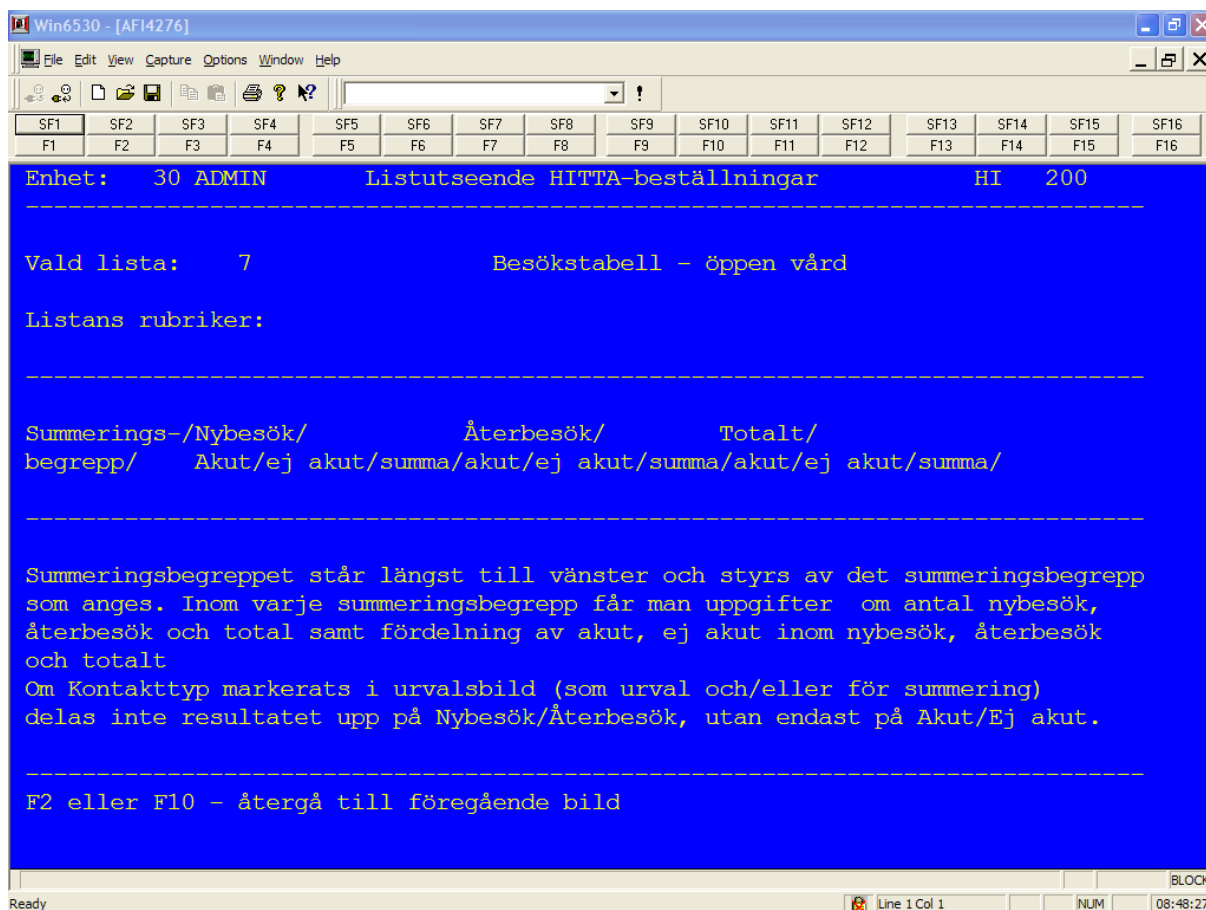 Win6530 - [AFI4276]
File Edit View Capture Options Window Help
SF1 SF2 SF3 SF4 SF5 SF6 SF7 SF8 SF9 SF10 SF11 SF12 SF13 SF14 SF15 SF16
F1 F2 F3 F4 F5 F6 F7 F8 F9 F10 F11 F12 F13 F14 F15 F16
Enhet: 30 ADMIN Listutseende HITTA-beställningar HI 200
--------------------------------------------------------------------------------
Vald lista: 7 Besökstabell - öppen vård
Listans rubriker:
--------------------------------------------------------------------------------
Summerings-/Nybesök/ Återbesök/ Totalt/
begrepp/ Akut/ej akut/summa/akut/ej akut/summa/akut/ej akut/summa/
--------------------------------------------------------------------------------
Summeringsbegreppet står längst till vänster och styrs av det summeringsbegrepp
som anges. Inom varje summeringsbegrepp får man uppgifter om antal nybesök,
återbesök och total samt fördelning av akut, ej akut inom nybesök, återbesök
och totalt
Om Kontakttyp markerats i urvalsbild (som urval och/eller för summering)
delas inte resultatet upp på Nybesök/Återbesök, utan endast på Akut/Ej akut.
--------------------------------------------------------------------------------
F2 eller F10 - återgå till föregående bild
BLOCK
Ready Line 1 Col 1 NUM 08:48:27